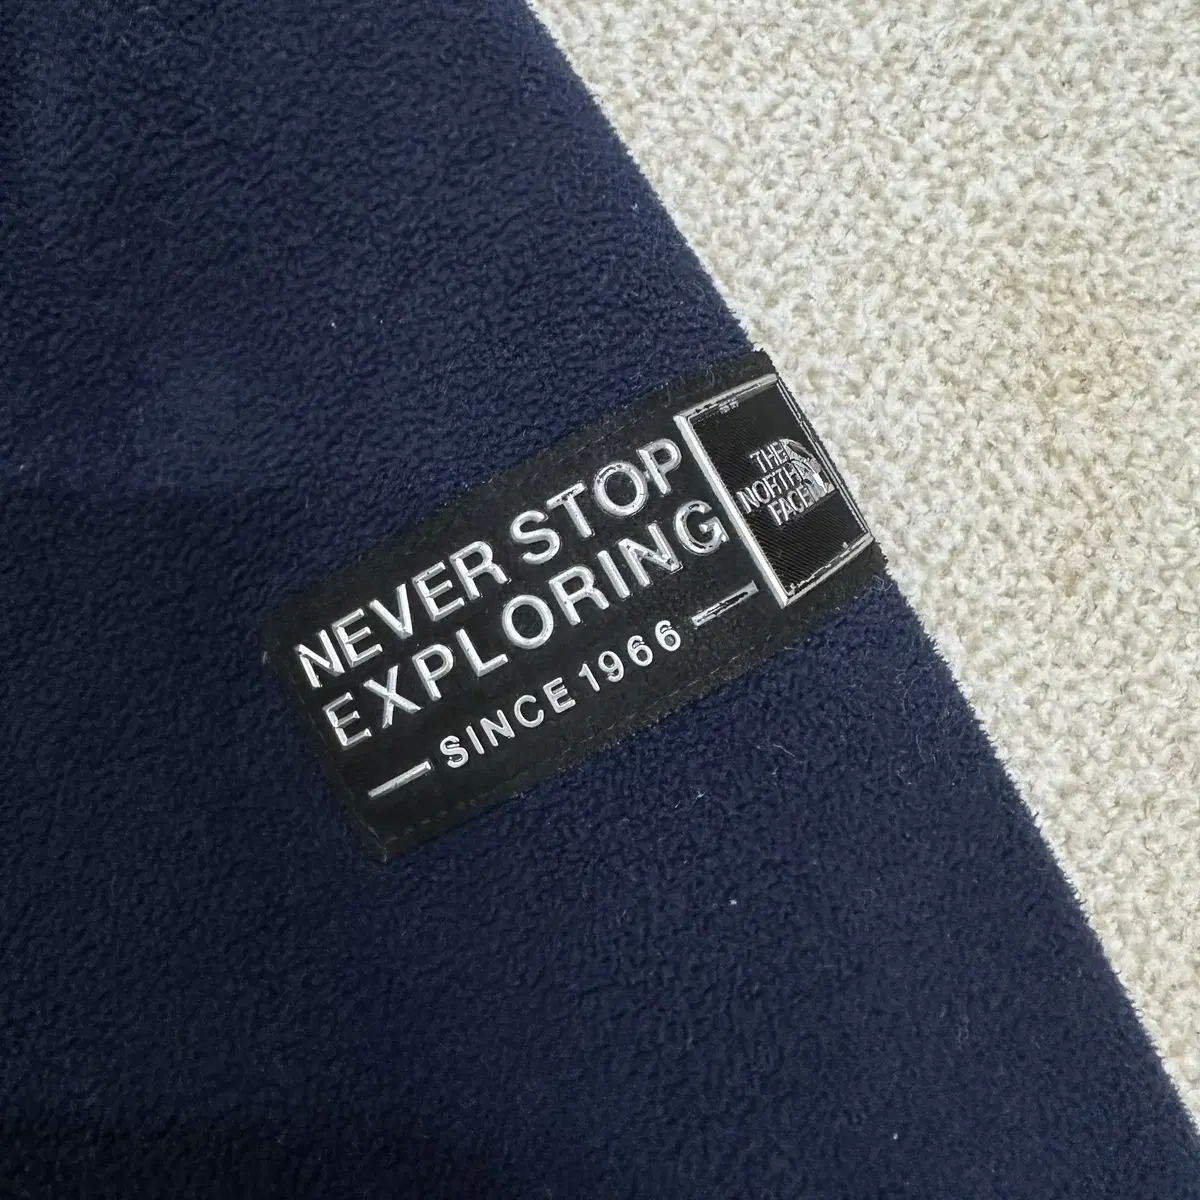 NEVER STOP
EXPLORING
SINCE 1966
THE
NORTH
FACE